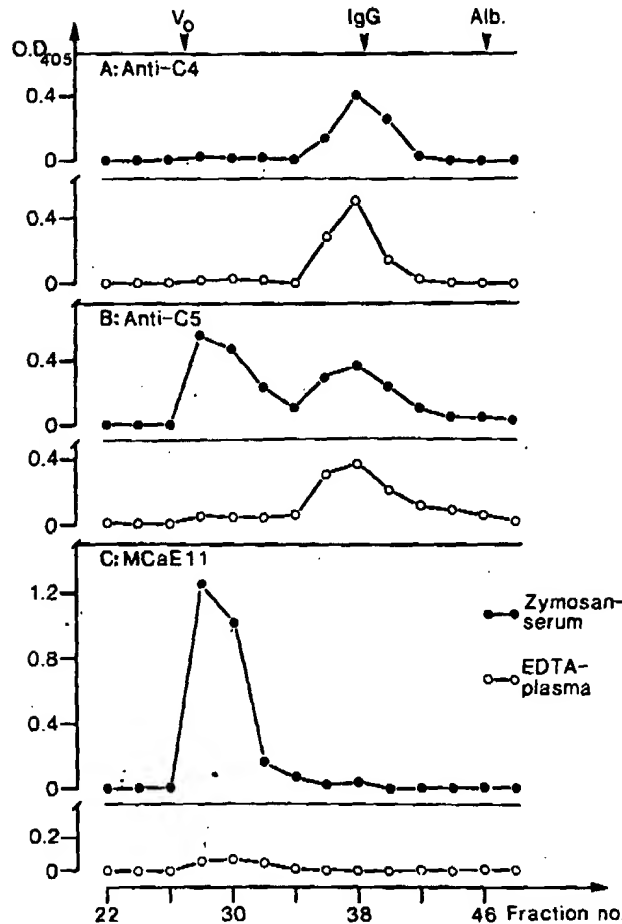 V₀ IgG Alb.
O.D.405
A: Anti-C4
0.4
0
0.4
0
B: Anti-C5
0.4
0
0.4
0
C: MCaE11
1.2
0.8
0.4
0
Zymosan-
serum
EDTA-
plasma
0.2
0
22 30 38 46 Fraction no